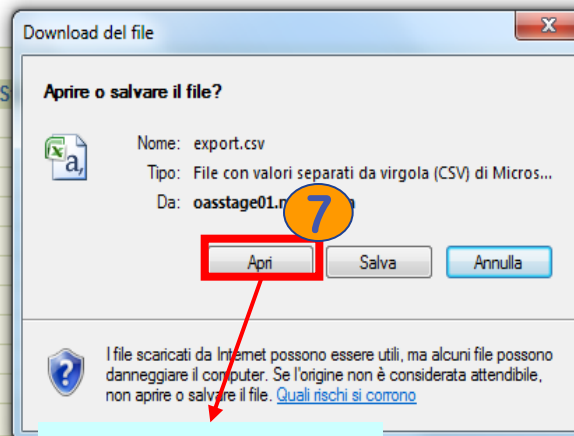 Download del file
Aprire o salvare il file?
Nome: export.csv
Tipo: File con valori separati da virgola (CSV) di Micros...
Da: oasstage01.
7
Apri Salva Annulla
I file scaricati da Internet possono essere utili, ma alcuni file possono
danneggiare il computer. Se l'origine non è considerata attendibile,
non aprire o salvare il file. Quali rischi si corrono